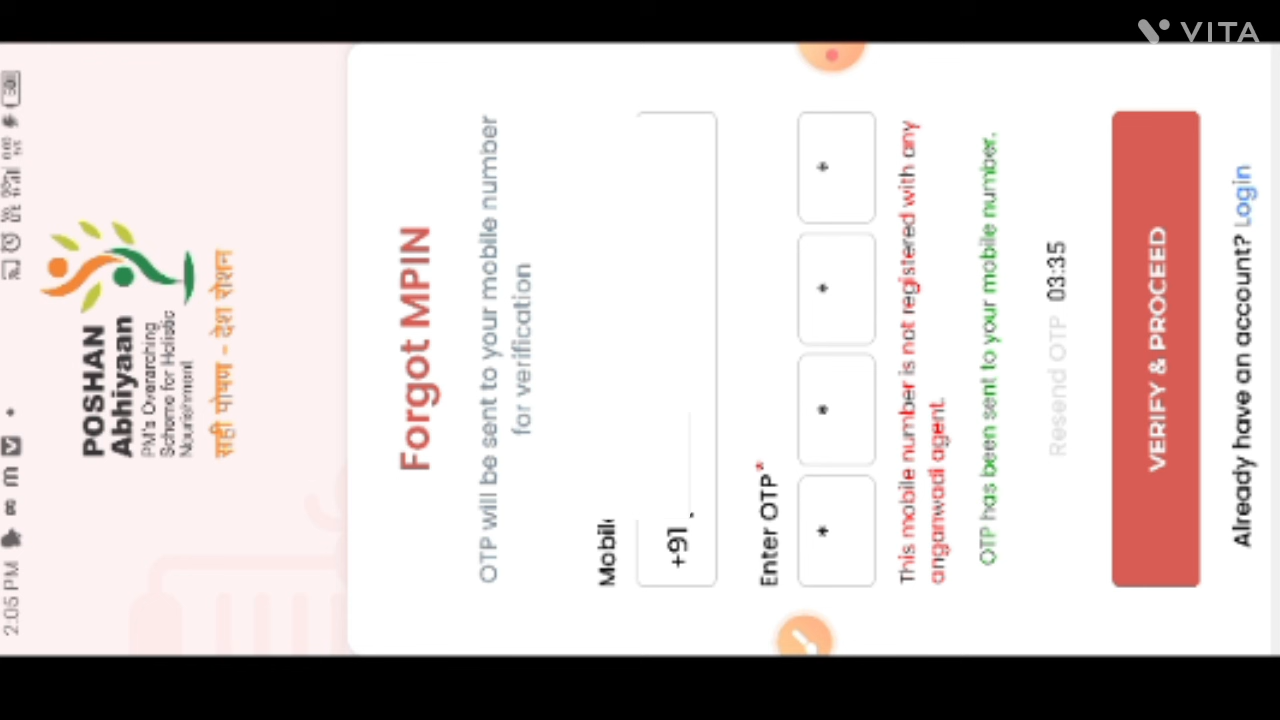 VITA
2:05 PM
POSHAN
Abhiyaan
PM's Overarching
Scheme for Holistic
Nourishment
सही पोषण - देश रोशन
Forgot MPIN
OTP will be sent to your mobile number
for verification
Mobile
+91
Enter OTP*
* * * *
This mobile number is not registered with any
anganwadi agent.
OTP has been sent to your mobile number.
Resend OTP 03:35
VERIFY & PROCEED
Already have an account? Login